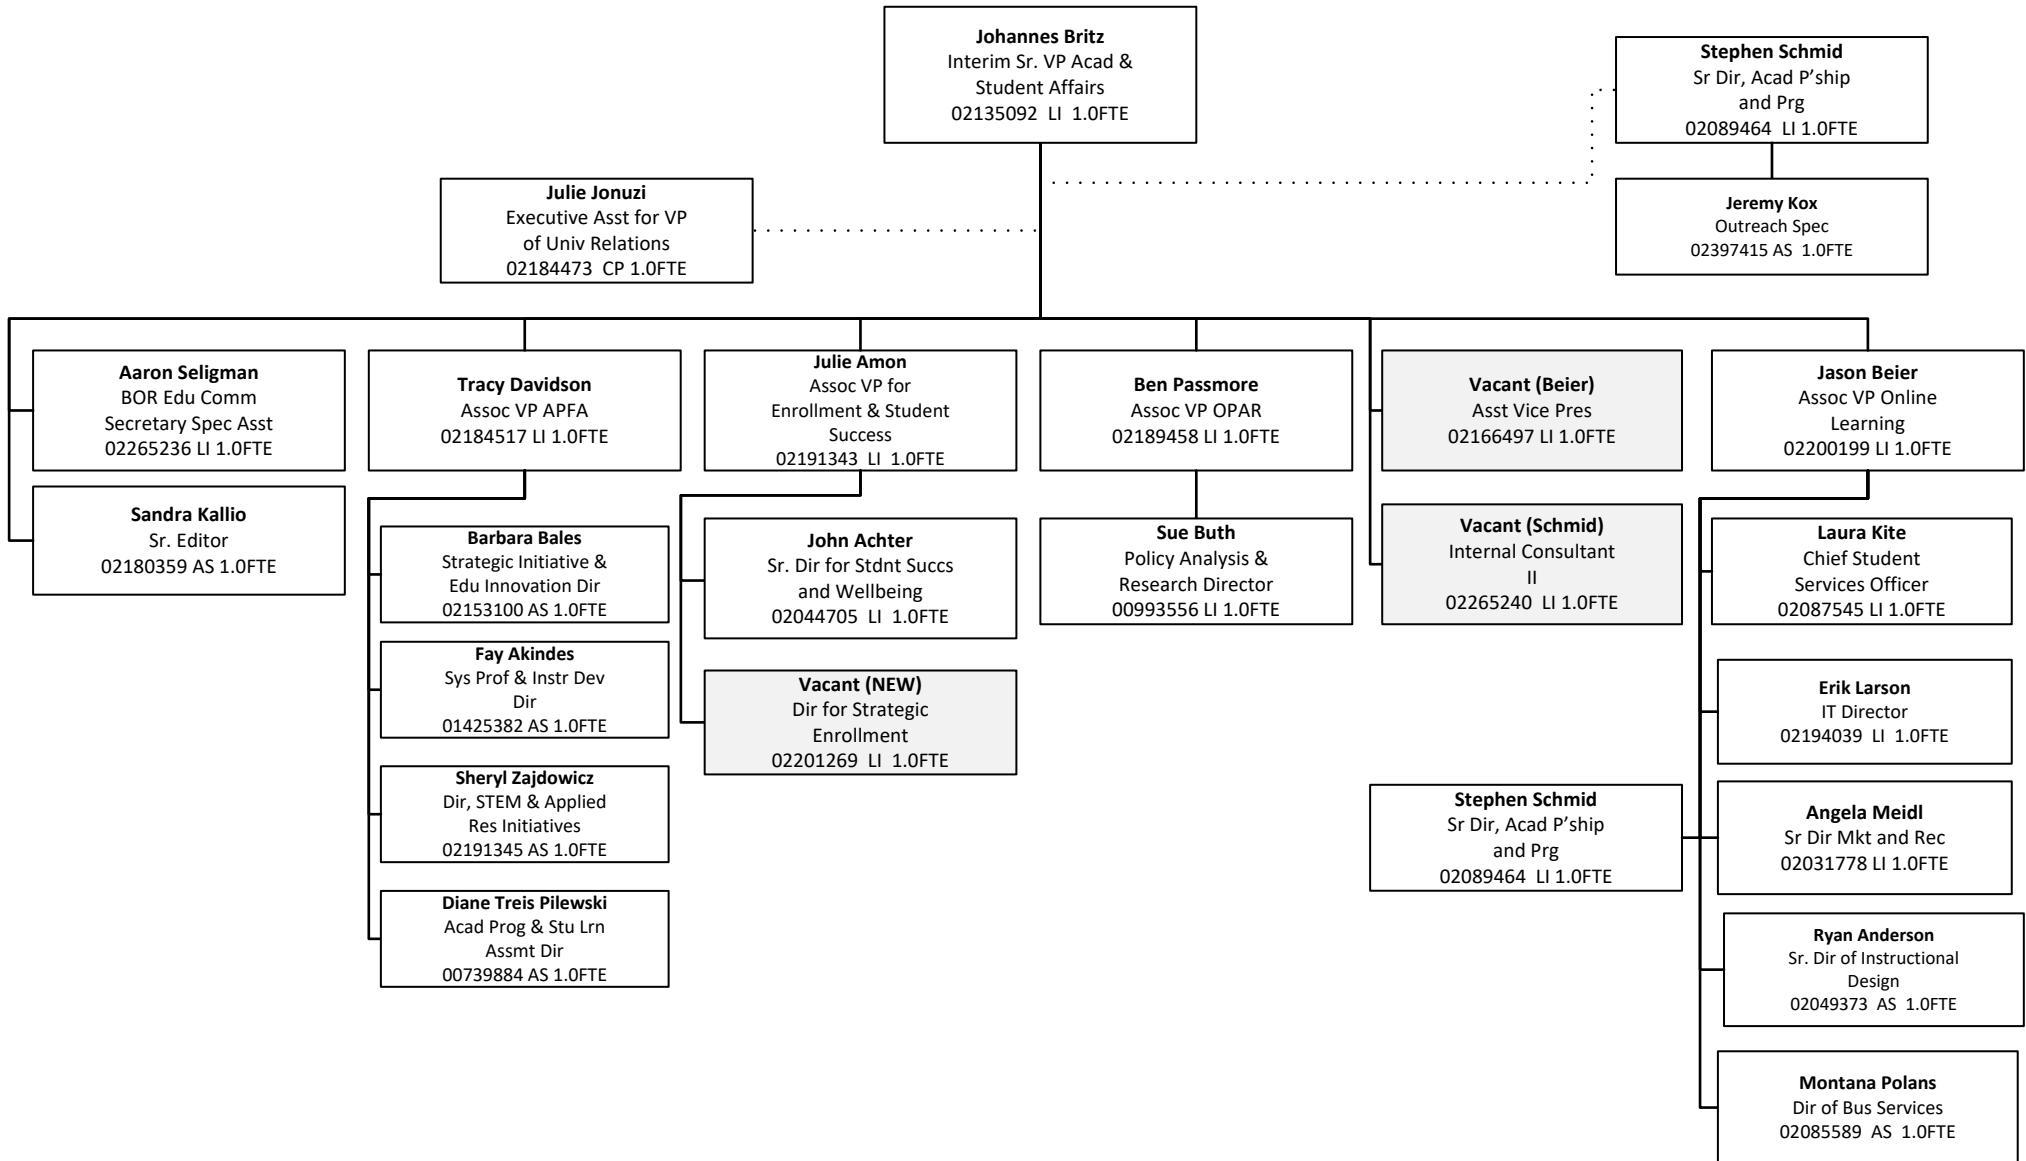 Johannes Britz
Interim Sr. VP Acad &
Student Affairs
02135092  LI  1.0FTE
Stephen Schmid
Sr Dir, Acad P’ship
and Prg
02089464  LI 1.0FTE
Julie Jonuzi
Executive Asst for VP
of Univ Relations
02184473  CP 1.0FTE
Jeremy Kox
Outreach Spec
02397415 AS  1.0FTE
Aaron Seligman
BOR Edu Comm
Secretary Spec Asst
02265236 LI 1.0FTE
Sandra Kallio
Sr. Editor
02180359 AS 1.0FTE
Tracy Davidson
Assoc VP APFA
02184517 LI 1.0FTE
Barbara Bales
Strategic Initiative &
Edu Innovation Dir
02153100 AS 1.0FTE
Fay Akindes
Sys Prof & Instr Dev
Dir
01425382 AS 1.0FTE
Sheryl Zajdowicz
Dir, STEM & Applied
Res Initiatives
02191345 AS 1.0FTE
Diane Treis Pilewski
Acad Prog & Stu Lrn
Assmt Dir
00739884 AS 1.0FTE
Julie Amon
Assoc VP for
Enrollment & Student
Success
02191343  LI  1.0FTE
John Achter
Sr. Dir for Stdnt Succs
and Wellbeing
02044705  LI  1.0FTE
Vacant (NEW)
Dir for Strategic
Enrollment
02201269  LI  1.0FTE
Ben Passmore
Assoc VP OPAR
02189458 LI 1.0FTE
Sue Buth
Policy Analysis &
Research Director
00993556 LI 1.0FTE
Vacant (Beier)
Asst Vice Pres
02166497 LI 1.0FTE
Vacant (Schmid)
Internal Consultant
II
02265240  LI 1.0FTE
Jason Beier
Assoc VP Online
Learning
02200199 LI 1.0FTE
Laura Kite
Chief Student
Services Officer
02087545 LI 1.0FTE
Erik Larson
IT Director
02194039  LI  1.0FTE
Stephen Schmid
Sr Dir, Acad P’ship
and Prg
02089464  LI 1.0FTE
Angela Meidl
Sr Dir Mkt and Rec
02031778 LI 1.0FTE
Ryan Anderson
Sr. Dir of Instructional
Design
02049373  AS  1.0FTE
Montana Polans
Dir of Bus Services
02085589  AS  1.0FTE